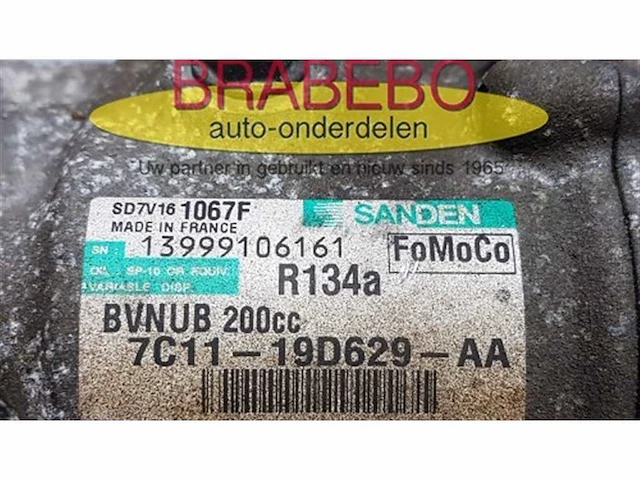 BRABEBO
auto-onderdelen
Uw partner in gebruikt en nieuw sinds 1965
SD7V16 1067F
SANDEN
MADE IN FRANCE
SN: 13999106161
FoMoCo
OIL: SP-10 OR EQUIV.
R134a
VARIABLE DISP.
BVNUB 200cc
7C11-19D629-AA